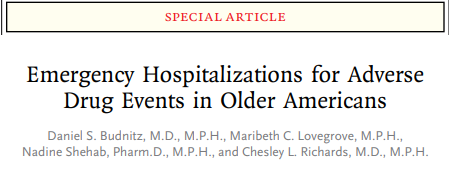 SPECIAL ARTICLE
Emergency Hospitalizations for Adverse
Drug Events in Older Americans
Daniel S. Budnitz, M.D., M.P.H., Maribeth C. Lovegrove, M.P.H.,
Nadine Shehab, Pharm.D., M.P.H., and Chesley L. Richards, M.D., M.P.H.